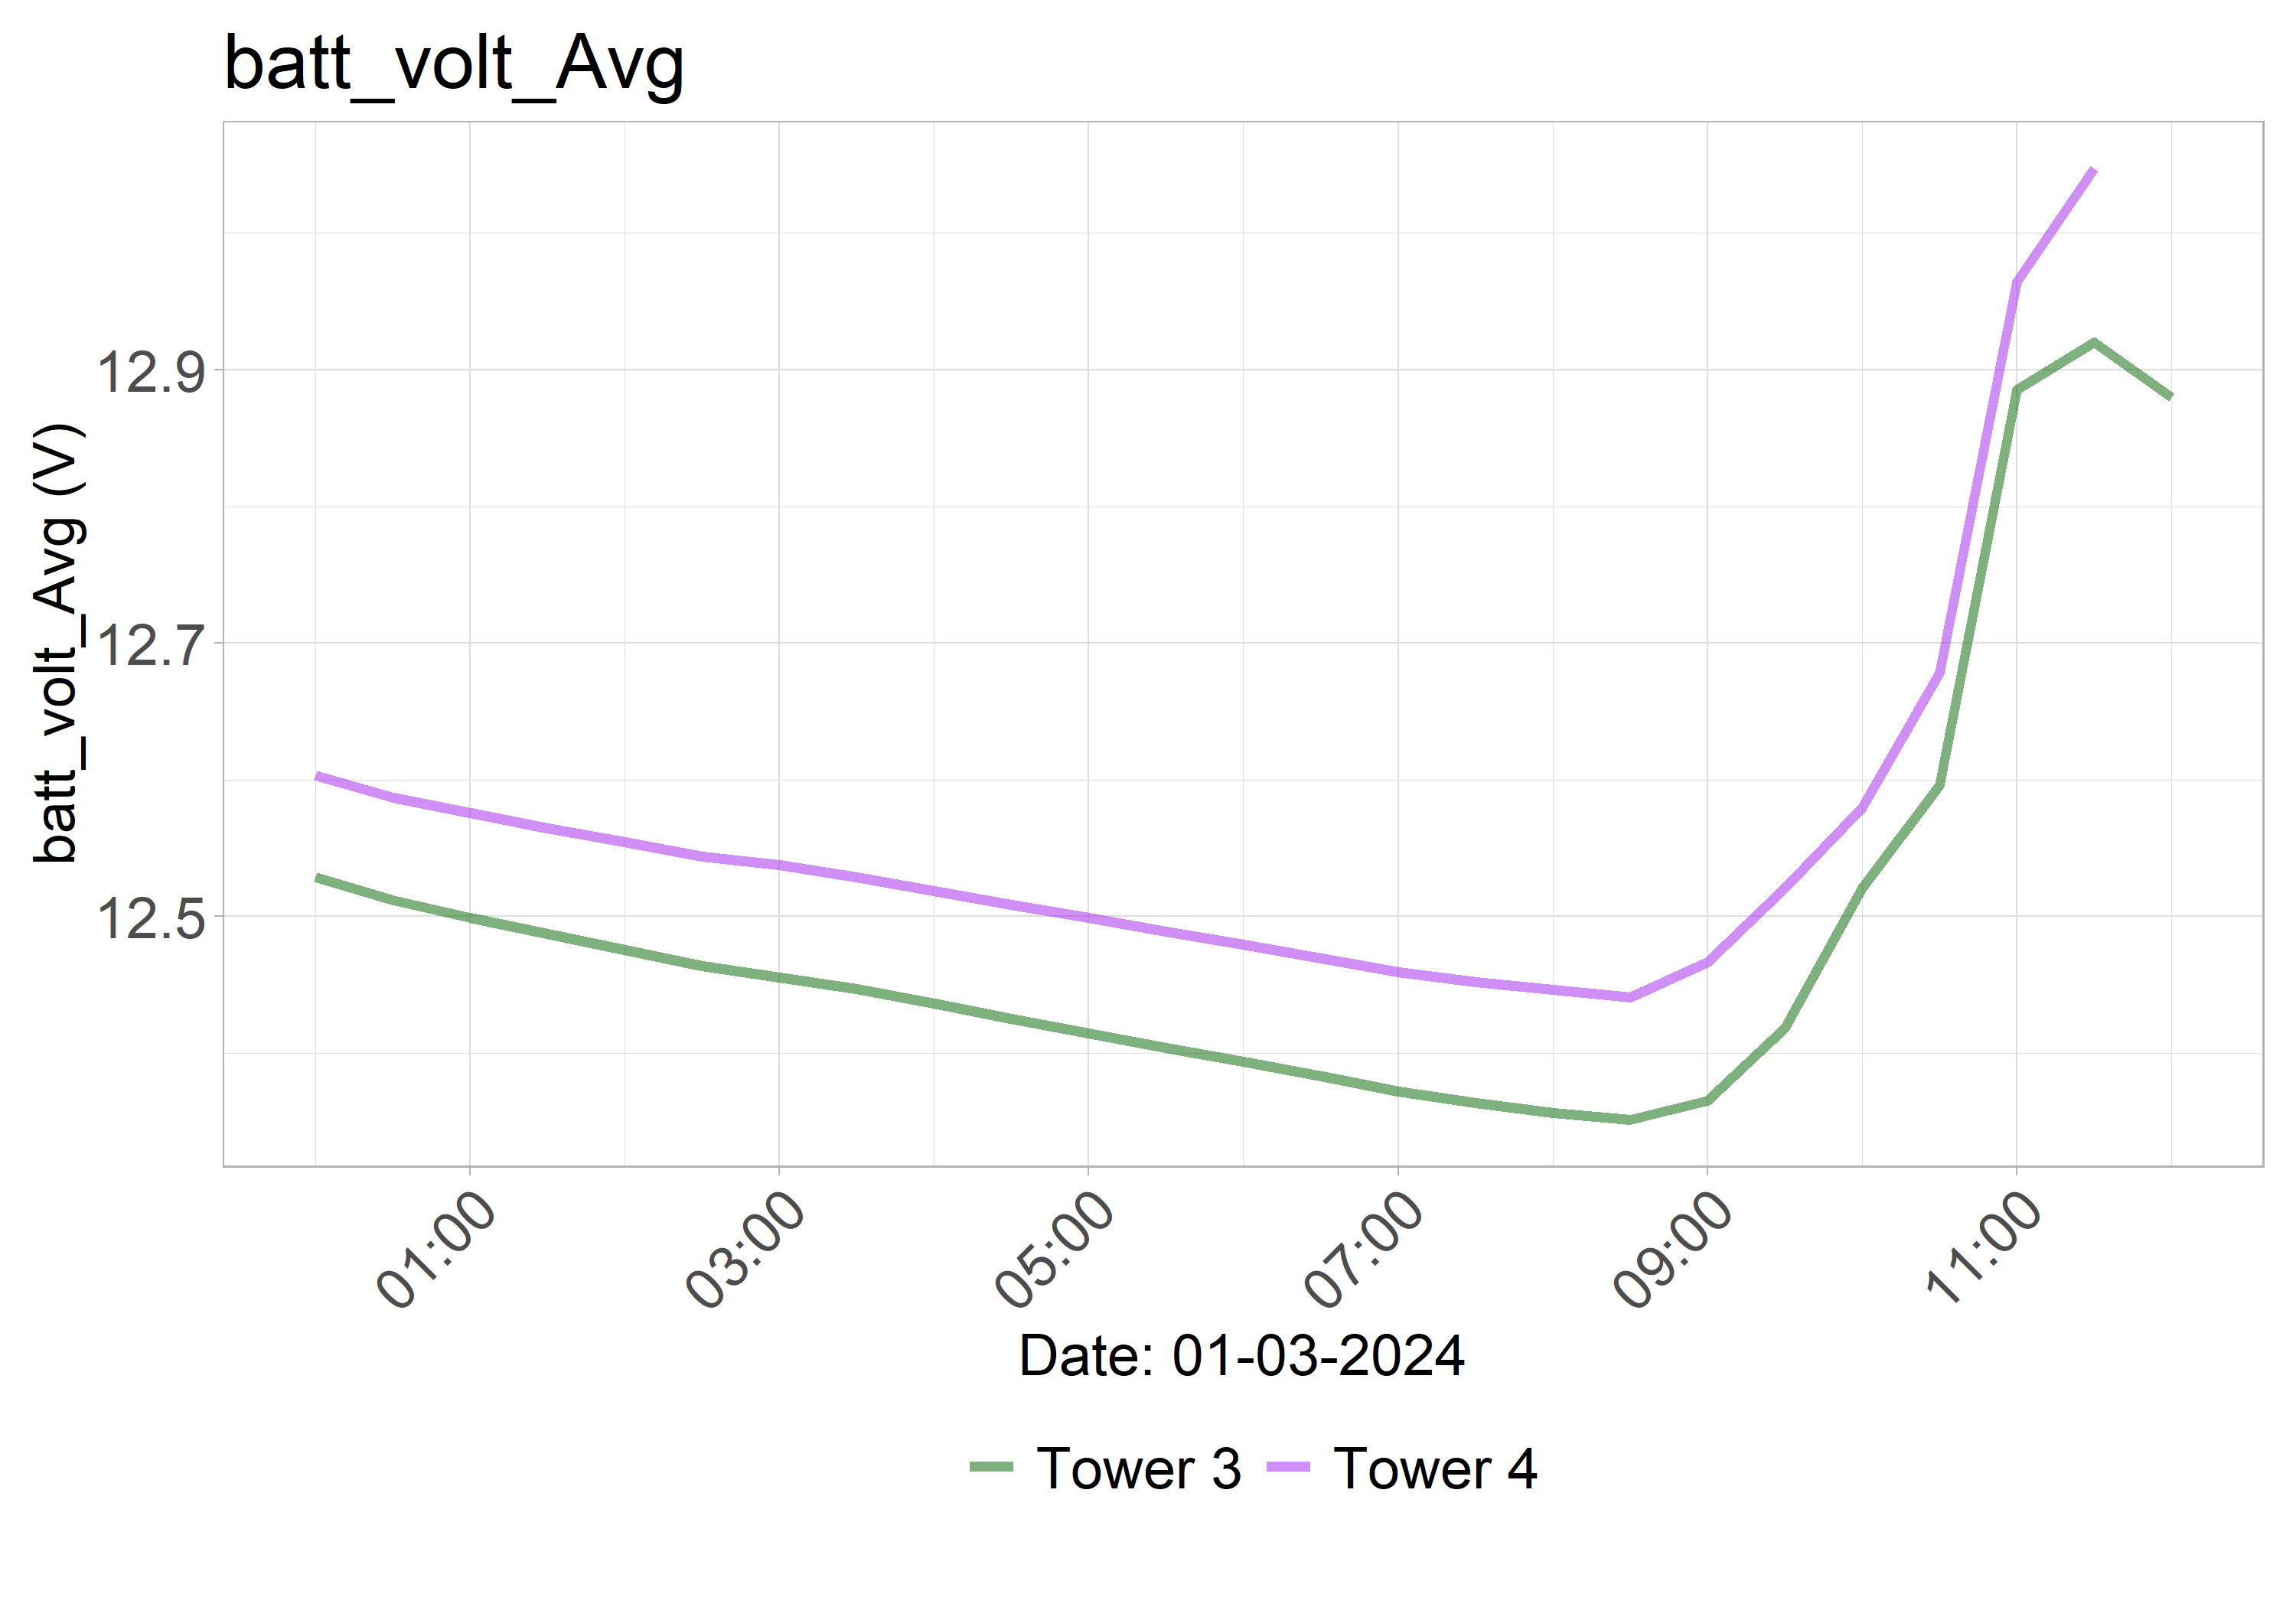 batt_volt_Avg
batt_volt_Avg (V)
12.9
12.7
12.5
01:00
03:00
05:00
07:00
09:00
11:00
Date: 01-03-2024
Tower 3
Tower 4